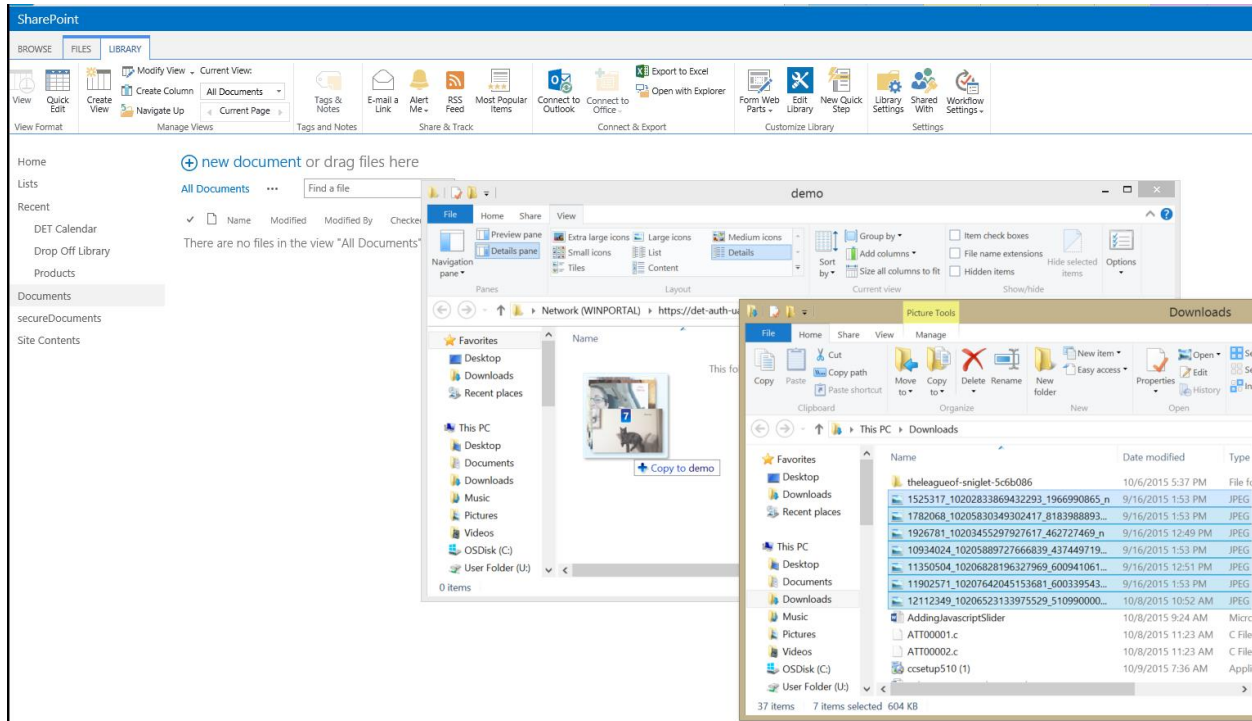 SharePoint
BROWSE FILES LIBRARY
View
Quick Edit
View Format
Create View
Modify View Current View:
Create Column All Documents
Navigate Up Current Page
Manage Views
Tags & Notes
Tags and Notes
E-mail a Link
Alert Me
RSS Feed
Most Popular Items
Share & Track
Connect to Outlook
Connect to Office
Export to Excel
Open with Explorer
Connect & Export
Form Web Parts
Edit Library
New Quick Step
Customize Library
Library Settings
Shared With
Workflow Settings
Settings
Home
Lists
Recent
DET Calendar
Drop Off Library
Products
Documents
secureDocuments
Site Contents
new document or drag files here
All Documents ... Find a file
Name Modified Modified By
There are no files in the view "All Documents"
demo
File Home Share View
Navigation pane
Preview pane
Details pane
Panes
Extra large icons Large icons Medium icons
Small icons List Details
Tiles Content
Layout
Sort by
Group by
Add columns
Size all columns to fit
Current view
Item check boxes
File name extensions
Hidden items
Hide selected items
Show/hide
Options
Network (WINPORTAL) https://det-auth-u
Name
This fo
Favorites
Desktop
Downloads
Recent places
This PC
Desktop
Documents
Downloads
Music
Pictures
Videos
OSDisk (C:)
User Folder (U:)
7
Copy to demo
0 items
Picture Tools
Downloads
File Home Share View Manage
Copy
Paste
Cut
Copy path
Paste shortcut
Clipboard
Move to
Copy to
Delete
Rename
Organize
New folder
New item
Easy access
New
Properties
Open
Edit
History
Open
Se
Se
In
This PC Downloads
Name Date modified Type
Favorites
Desktop
Downloads
Recent places
This PC
Desktop
Documents
Downloads
Music
Pictures
Videos
OSDisk (C:)
User Folder (U:)
theleagueof-sniglet-5c6b086 10/6/2015 5:37 PM File fo
1525317_10202833869432293_1966990865_n 9/16/2015 1:53 PM JPEG
1782068_10205830349302417_8183988893... 9/16/2015 1:53 PM JPEG
1926781_10203455297927617_462727469_n 9/16/2015 12:49 PM JPEG
10934024_10205889727666839_437449719... 9/16/2015 1:53 PM JPEG
11350504_10206828196327969_600941061... 9/16/2015 12:51 PM JPEG
11902571_10207642045153681_600339543... 9/16/2015 1:53 PM JPEG
12112349_10206523133975529_510990000... 10/8/2015 10:52 AM JPEG
AddingJavascriptSlider 10/8/2015 9:24 AM Micro
ATT00001.c 10/8/2015 11:23 AM C File
ATT00002.c 10/8/2015 11:23 AM C File
ccsetup510 (1) 10/9/2015 7:36 AM Appli
37 items 7 items selected 604 KB